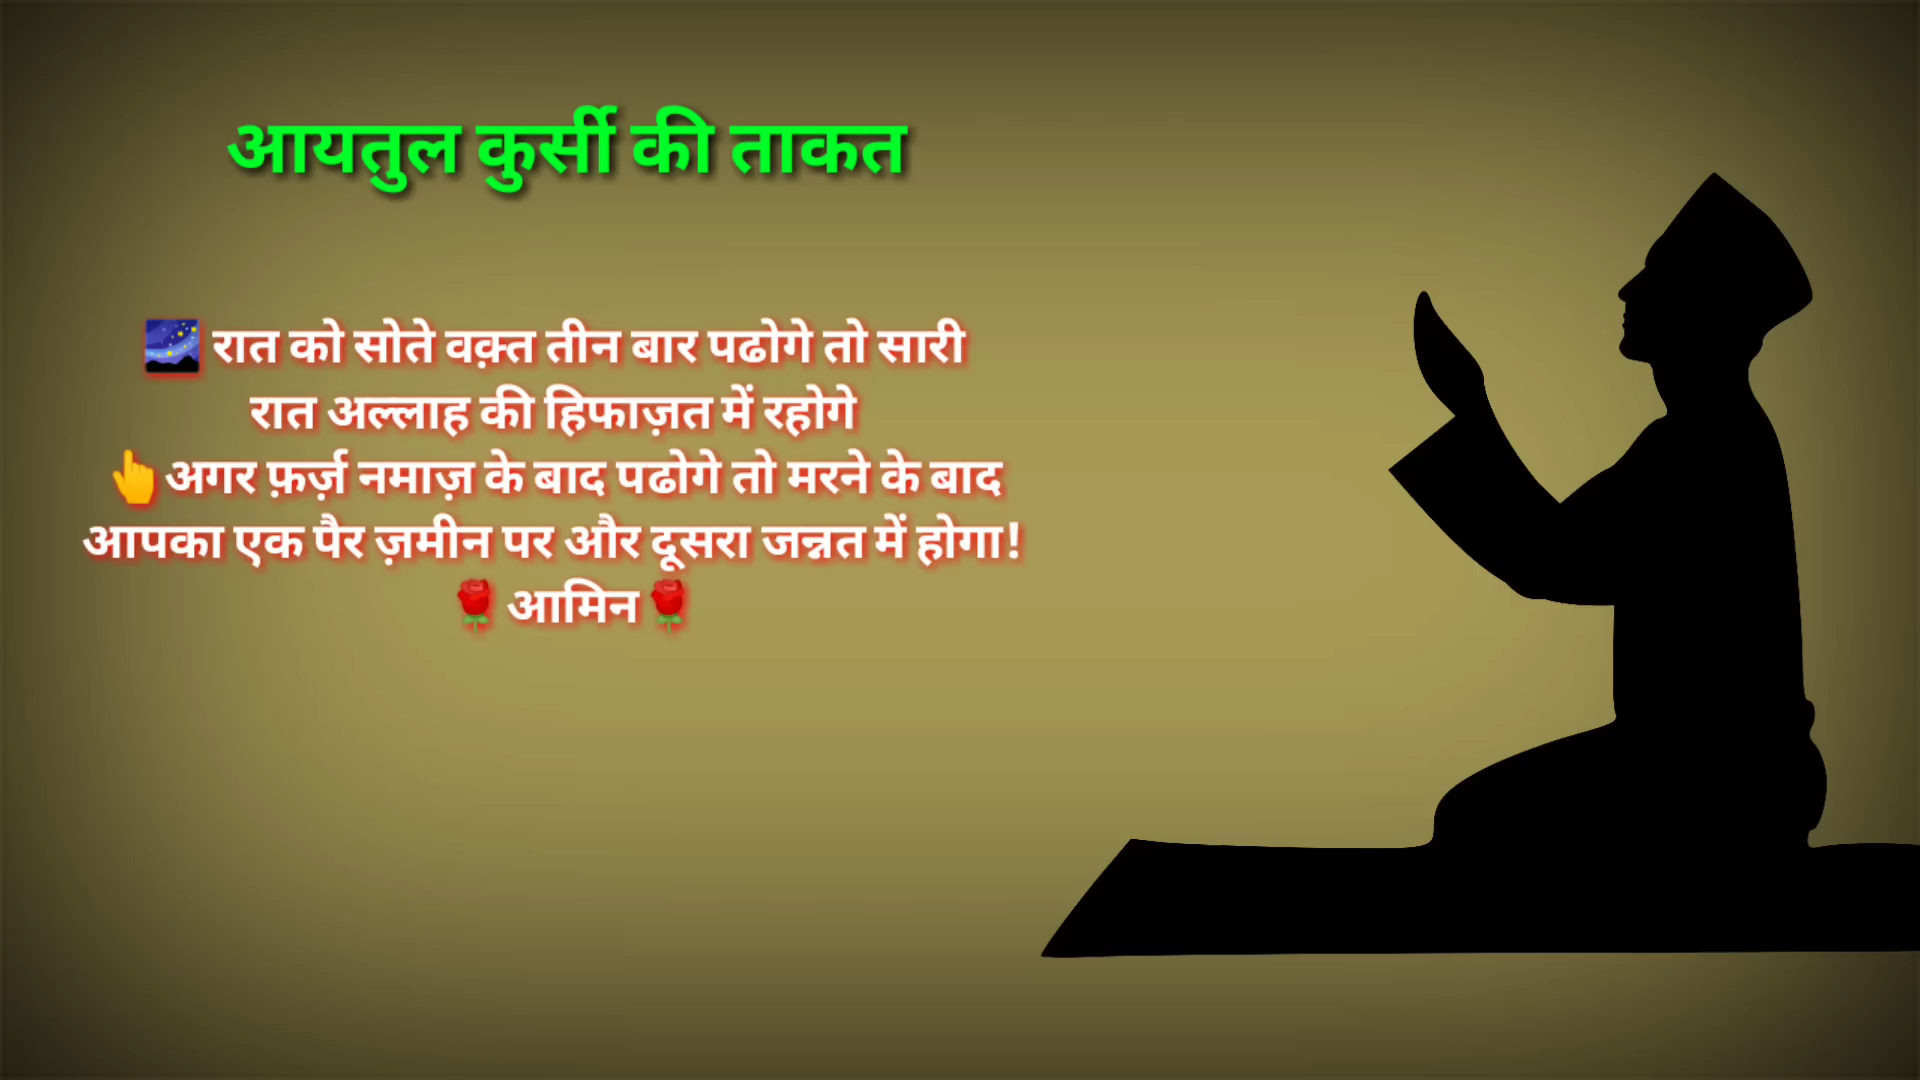 आयतुल कुर्सी की ताकत
🌌 रात को सोते वक़्त तीन बार पढोगे तो सारी
रात अल्लाह की हिफाज़त में रहोगे
👆अगर फ़र्ज़ नमाज़ के बाद पढोगे तो मरने के बाद
आपका एक पैर ज़मीन पर और दूसरा जन्नत में होगा!
🌹आमिन🌹